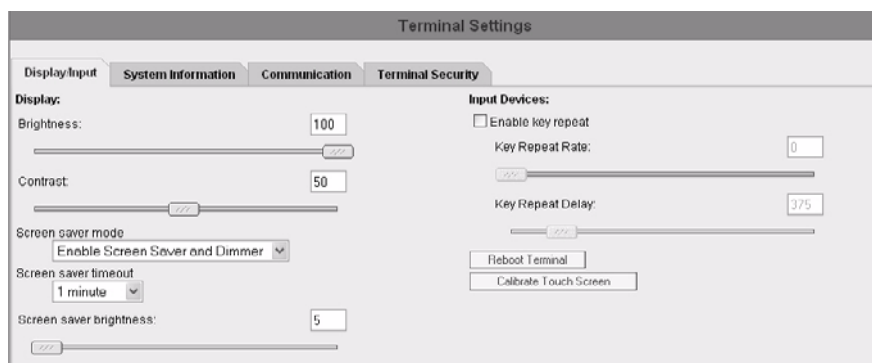 Terminal Settings
Display/Input
System Information
Communication
Terminal Security
Display:
Brightness:
100
Contrast:
50
Screen saver mode
Enable Screen Saver and Dimmer
Screen saver timeout
1 minute
Screen saver brightness:
5
Input Devices:
Enable key repeat
Key Repeat Rate:
0
Key Repeat Delay:
375
Reboot Terminal
Calibrate Touch Screen